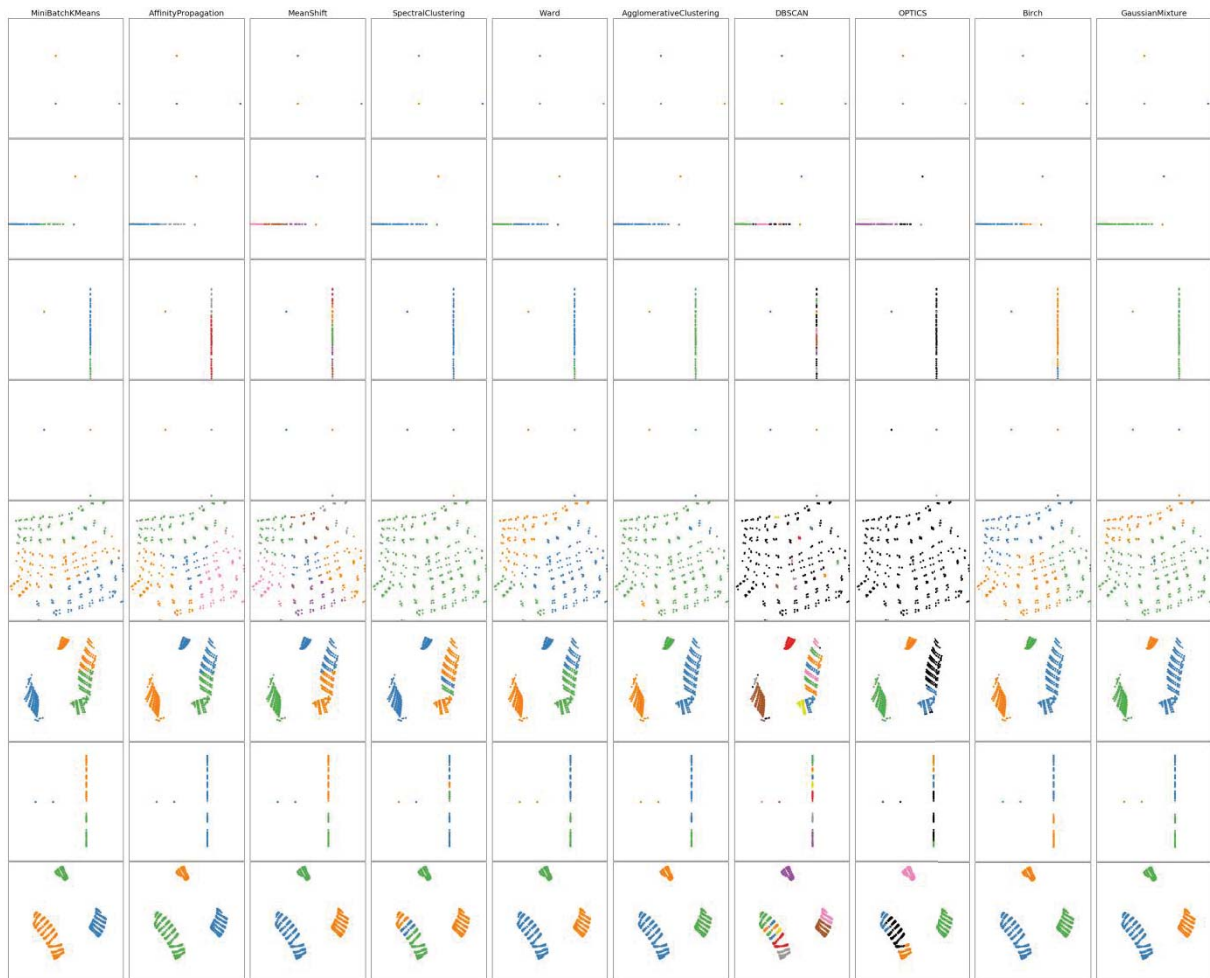 MiniBatchKMeans AffinityPropagation MeanShift SpectralClustering Ward AgglomerativeClustering DBSCAN OPTICS Birch GaussianMixture